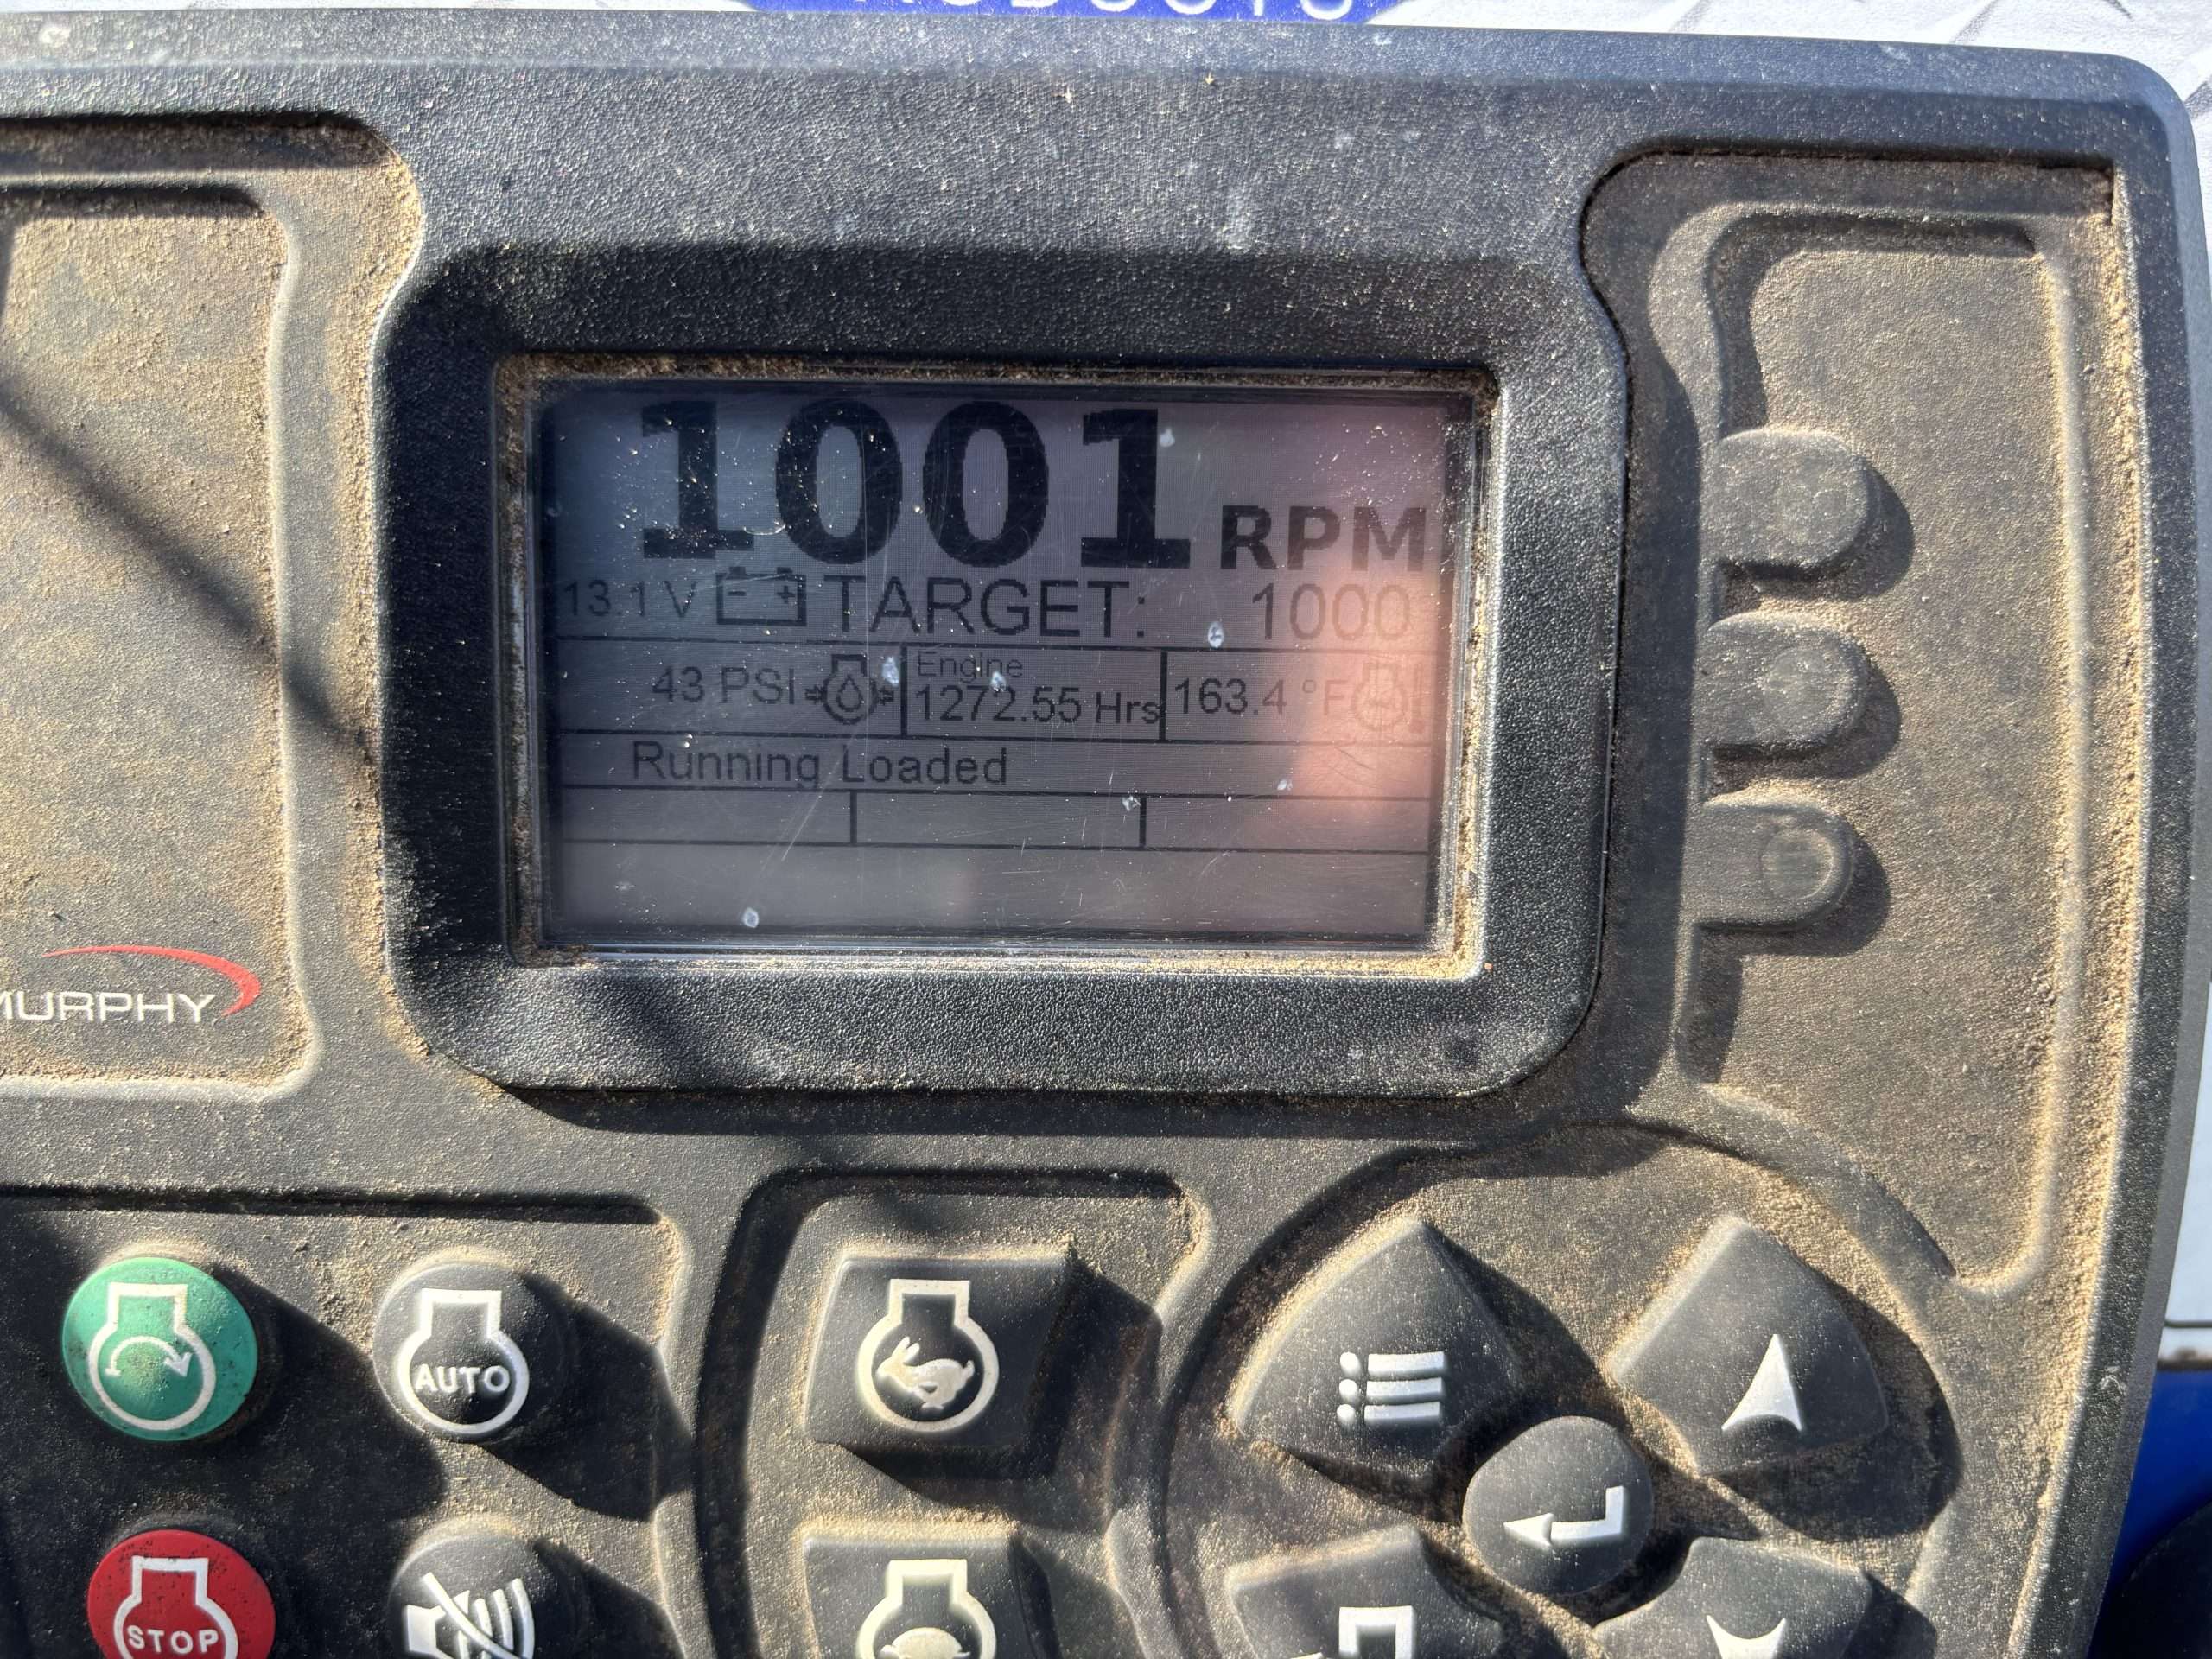 1001 RPM
13.1 V TARGET: 1000
43 PSI
Engine
1272.55 Hrs
163.4 °F
Running Loaded
MURPHY
AUTO
STOP